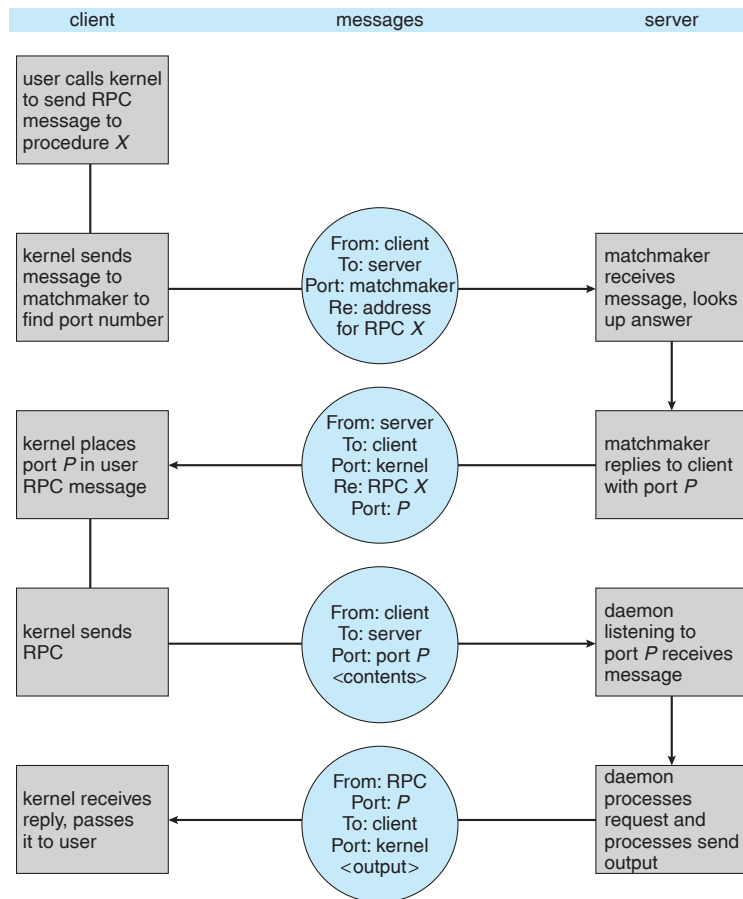 client
messages
server
user calls kernel
to send RPC
message to
procedure X
kernel sends
message to
matchmaker to
find port number
From: client
To: server
Port: matchmaker
Re: address
for RPC X
matchmaker
receives
message, looks
up answer
kernel places
port P in user
RPC message
From: server
To: client
Port: kernel
Re: RPC X
Port: P
matchmaker
replies to client
with port P
kernel sends
RPC
From: client
To: server
Port: port P
<contents>
daemon
listening to
port P receives
message
kernel receives
reply, passes
it to user
From: RPC
Port: P
To: client
Port: kernel
<output>
daemon
processes
request and
processes send
output